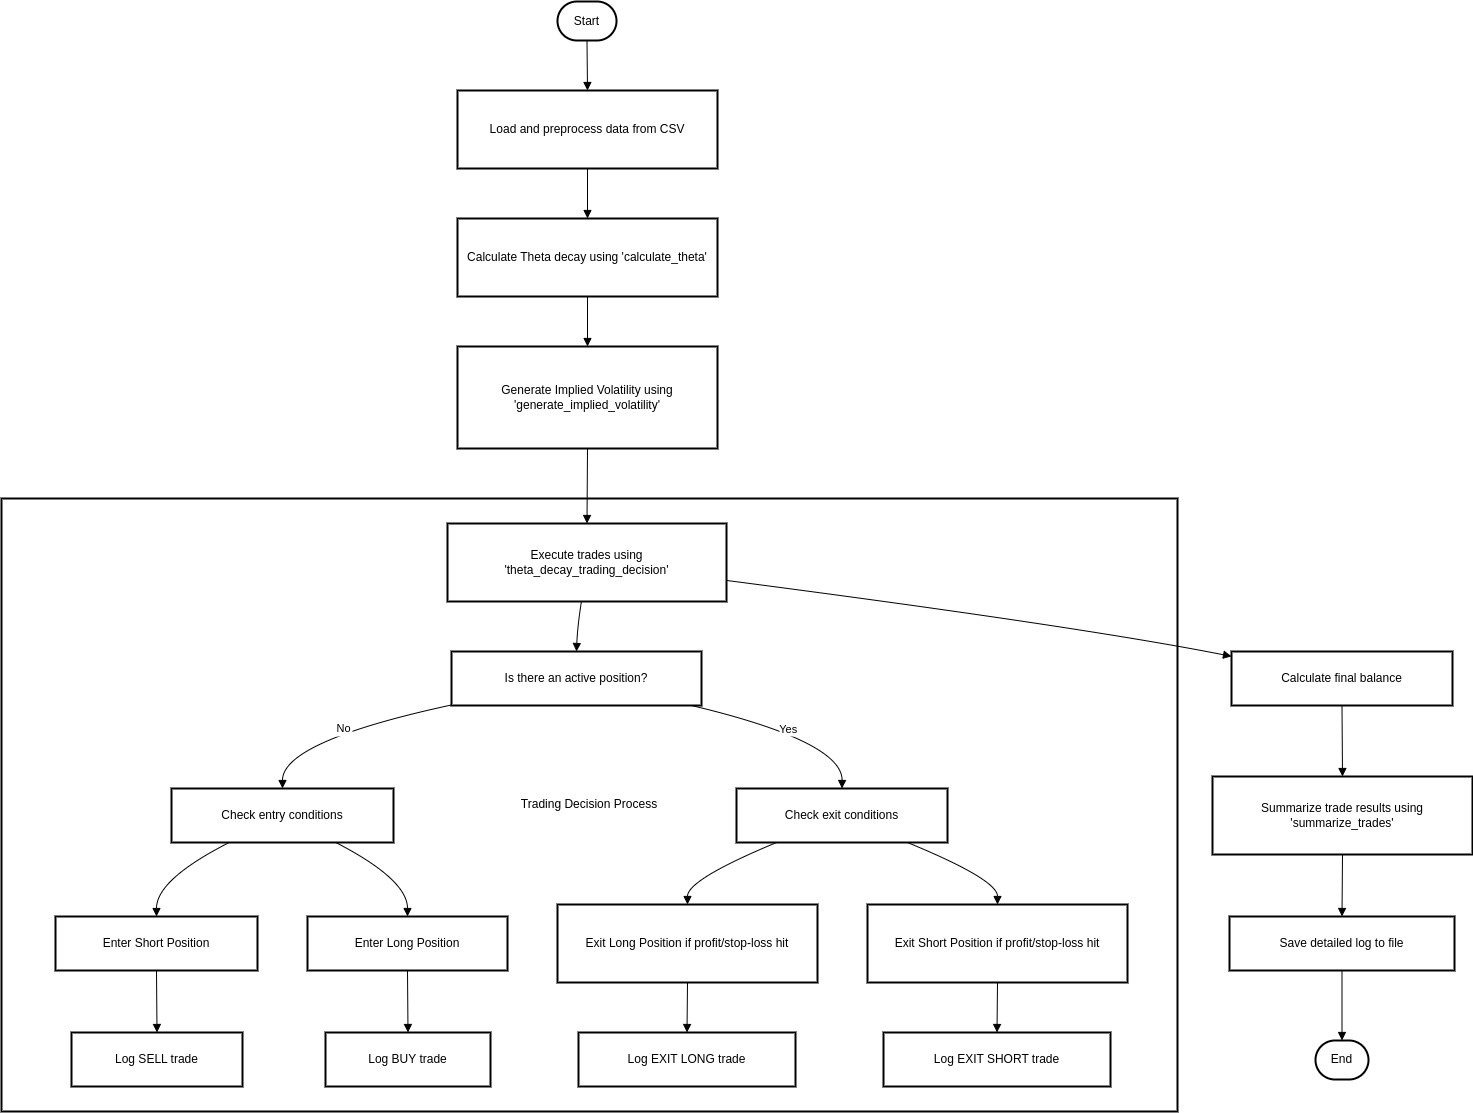 Start
Load and preprocess data from CSV
Calculate Theta decay using 'calculate_theta'
Generate Implied Volatility using
'generate_implied_volatility'
Execute trades using
'theta_decay_trading_decision'
Is there an active position?
Calculate final balance
No
Yes
Trading Decision Process
Check entry conditions
Check exit conditions
Summarize trade results using
'summarize_trades'
Enter Short Position
Enter Long Position
Exit Long Position if profit/stop-loss hit
Exit Short Position if profit/stop-loss hit
Save detailed log to file
Log SELL trade
Log BUY trade
Log EXIT LONG trade
Log EXIT SHORT trade
End